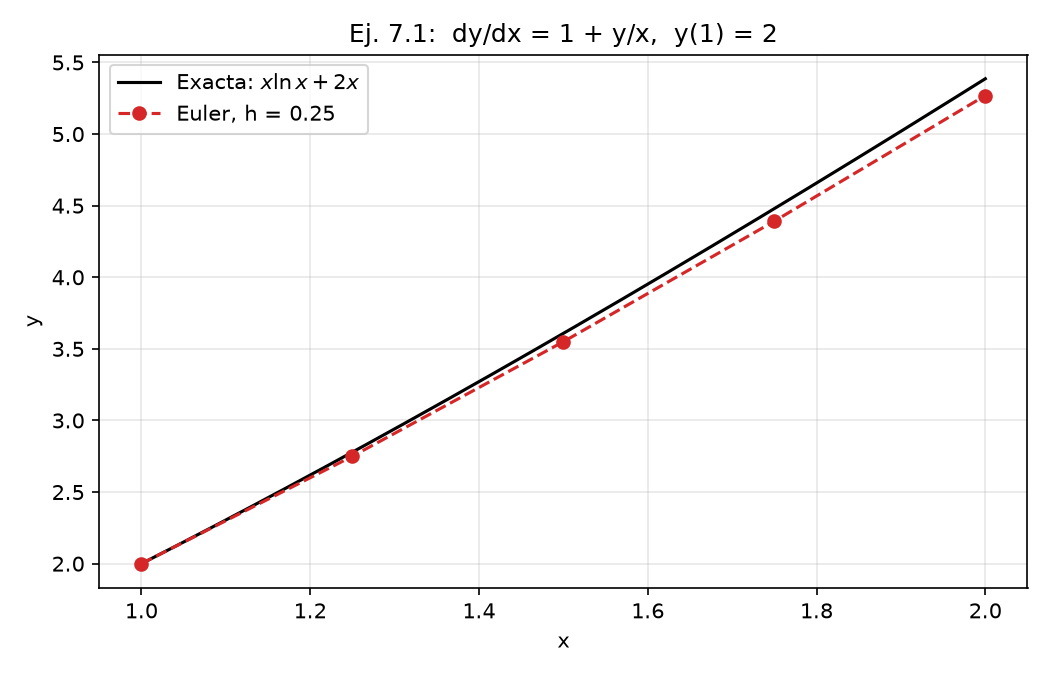 Ej. 7.1:  dy/dx = 1 + y/x,  y(1) = 2
Exacta: x ln x + 2x
Euler, h = 0.25
5.5
5.0
4.5
4.0
3.5
3.0
2.5
2.0
y
1.0 1.2 1.4 1.6 1.8 2.0
x